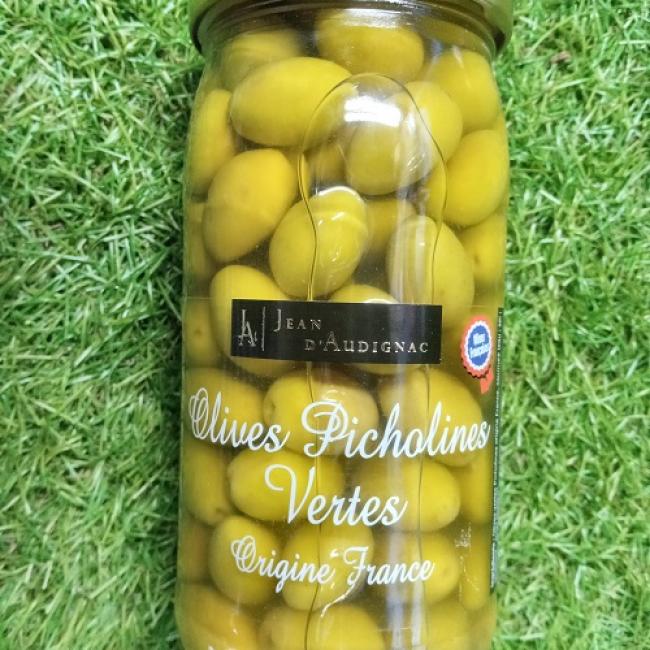 JA
JEAN
D'AUDIGNAC
Olives Picholines
Vertes
Origine France